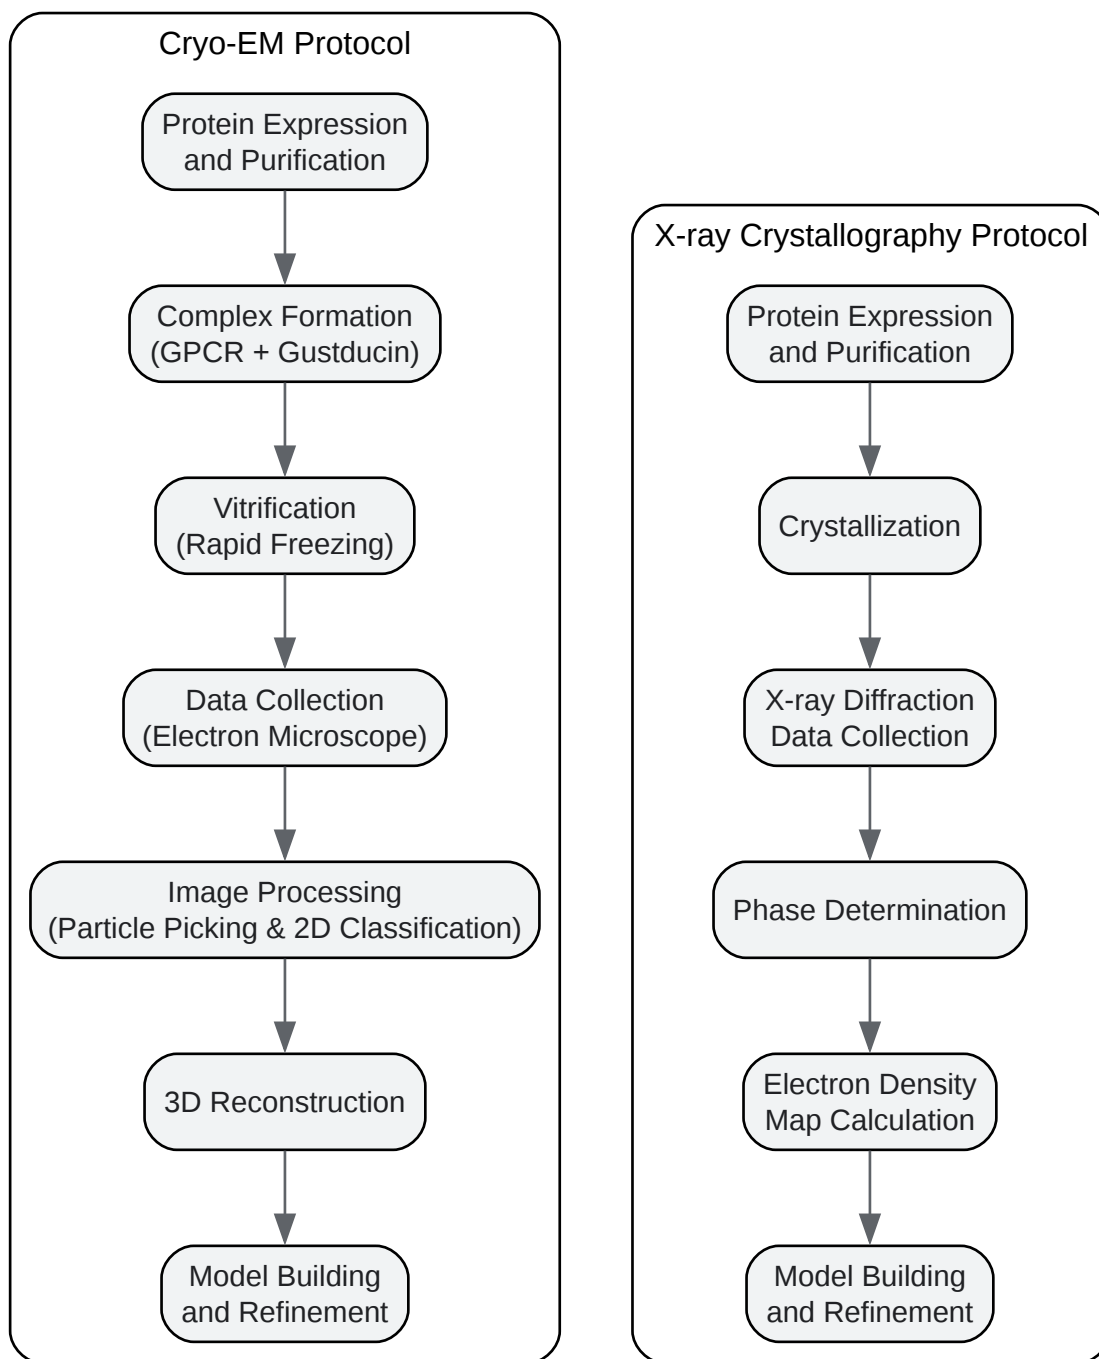 Cryo-EM Protocol
Protein Expression
and Purification
Complex Formation
(GPCR + Gustducin)
Vitrification
(Rapid Freezing)
Data Collection
(Electron Microscope)
Image Processing
(Particle Picking & 2D Classification)
3D Reconstruction
Model Building
and Refinement
X-ray Crystallography Protocol
Protein Expression
and Purification
Crystallization
X-ray Diffraction
Data Collection
Phase Determination
Electron Density
Map Calculation
Model Building
and Refinement